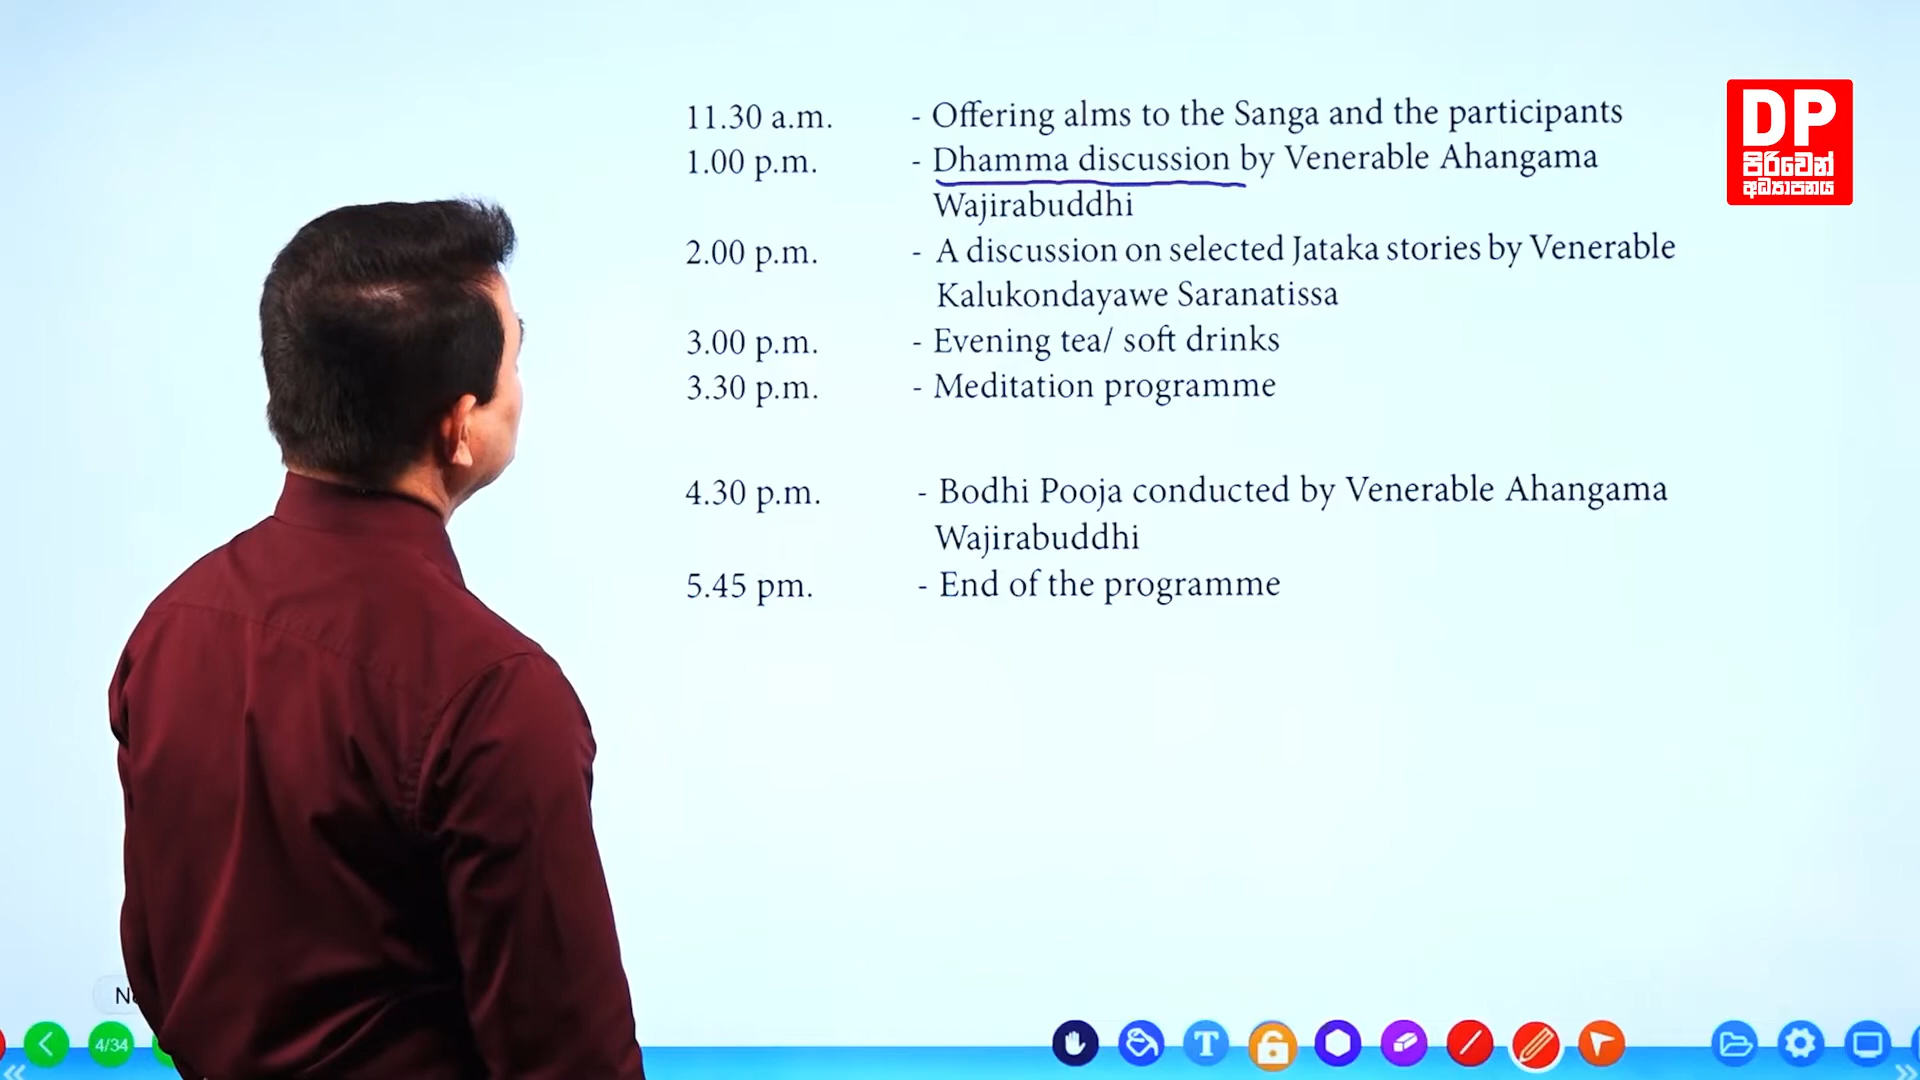 11.30 a.m. - Offering alms to the Sanga and the participants
1.00 p.m. - Dhamma discussion by Venerable Ahangama
Wajirabuddhi
2.00 p.m. - A discussion on selected Jataka stories by Venerable
Kalukondayawe Saranatissa
3.00 p.m. - Evening tea/ soft drinks
3.30 p.m. - Meditation programme
4.30 p.m. - Bodhi Pooja conducted by Venerable Ahangama
Wajirabuddhi
5.45 pm. - End of the programme
DP
පිරිවෙන්
අධ්‍යාපනය
4/34
T